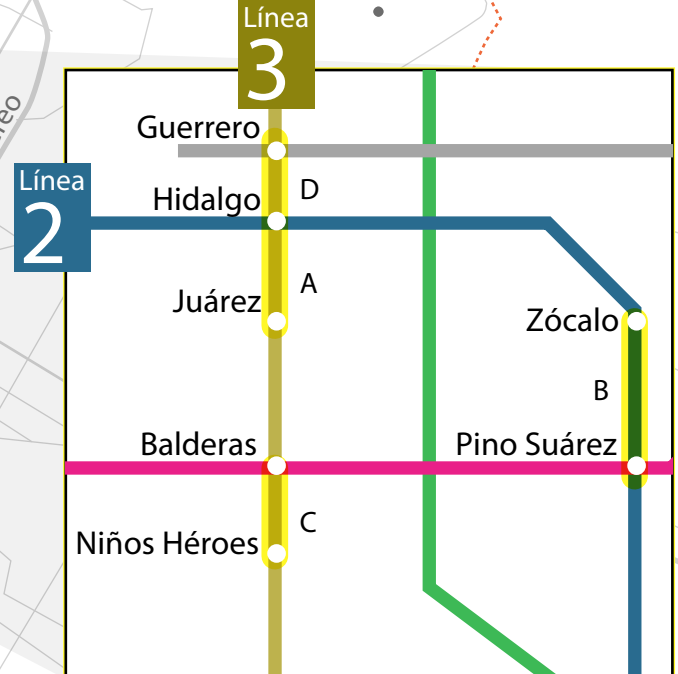 Línea
3
Guerrero
D
Línea
2
Hidalgo
A
Juárez
Zócalo
B
Balderas
Pino Suárez
C
Niños Héroes